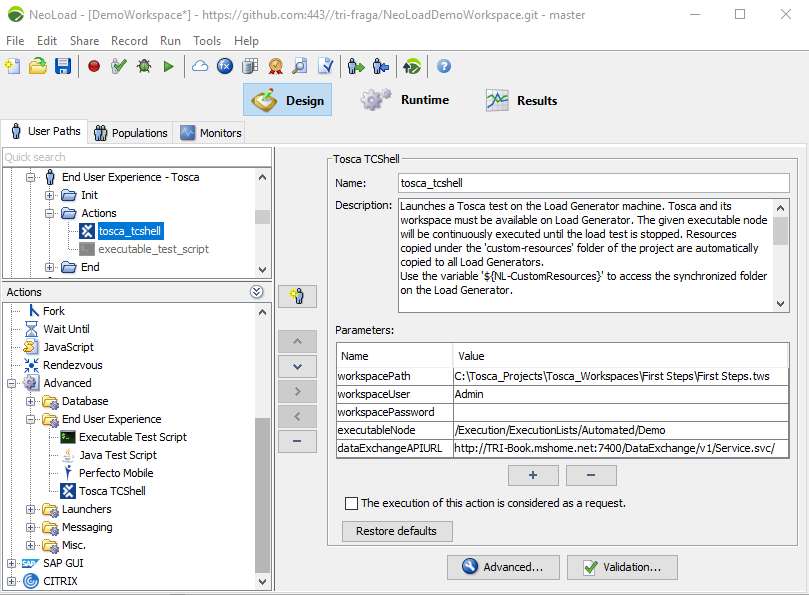 NeoLoad - [DemoWorkspace*] - https://github.com:443//tri-fraga/NeoLoadDemoWorkspace.git - master
File Edit Share Record Run Tools Help
Design Runtime Results
User Paths Populations Monitors
Quick search
End User Experience - Tosca
Init
Actions
tosca_tcshell
executable_test_script
End
Actions
Fork
Wait Until
JavaScript
Rendezvous
Advanced
Database
End User Experience
Executable Test Script
Java Test Script
Perfecto Mobile
Tosca TCShell
Launchers
Messaging
Misc.
SAP GUI
CITRIX
Tosca TCShell
Name: tosca_tcshell
Description: Launches a Tosca test on the Load Generator machine. Tosca and its
workspace must be available on Load Generator. The given executable node
will be continuously executed until the load test is stopped. Resources
copied under the 'custom-resources' folder of the project are automatically
copied to all Load Generators.
Use the variable '${NL-CustomResources}' to access the synchronized folder
on the Load Generator.
Parameters:
Name Value
workspacePath C:\Tosca_Projects\Tosca_Workspaces\First Steps\First Steps.tws
workspaceUser Admin
workspacePassword
executableNode /Execution/ExecutionLists/Automated/Demo
dataExchangeAPIURL http://TRI-Book.mshome.net:7400/DataExchange/v1/Service.svc/
+ −
The execution of this action is considered as a request.
Restore defaults
Advanced... Validation...